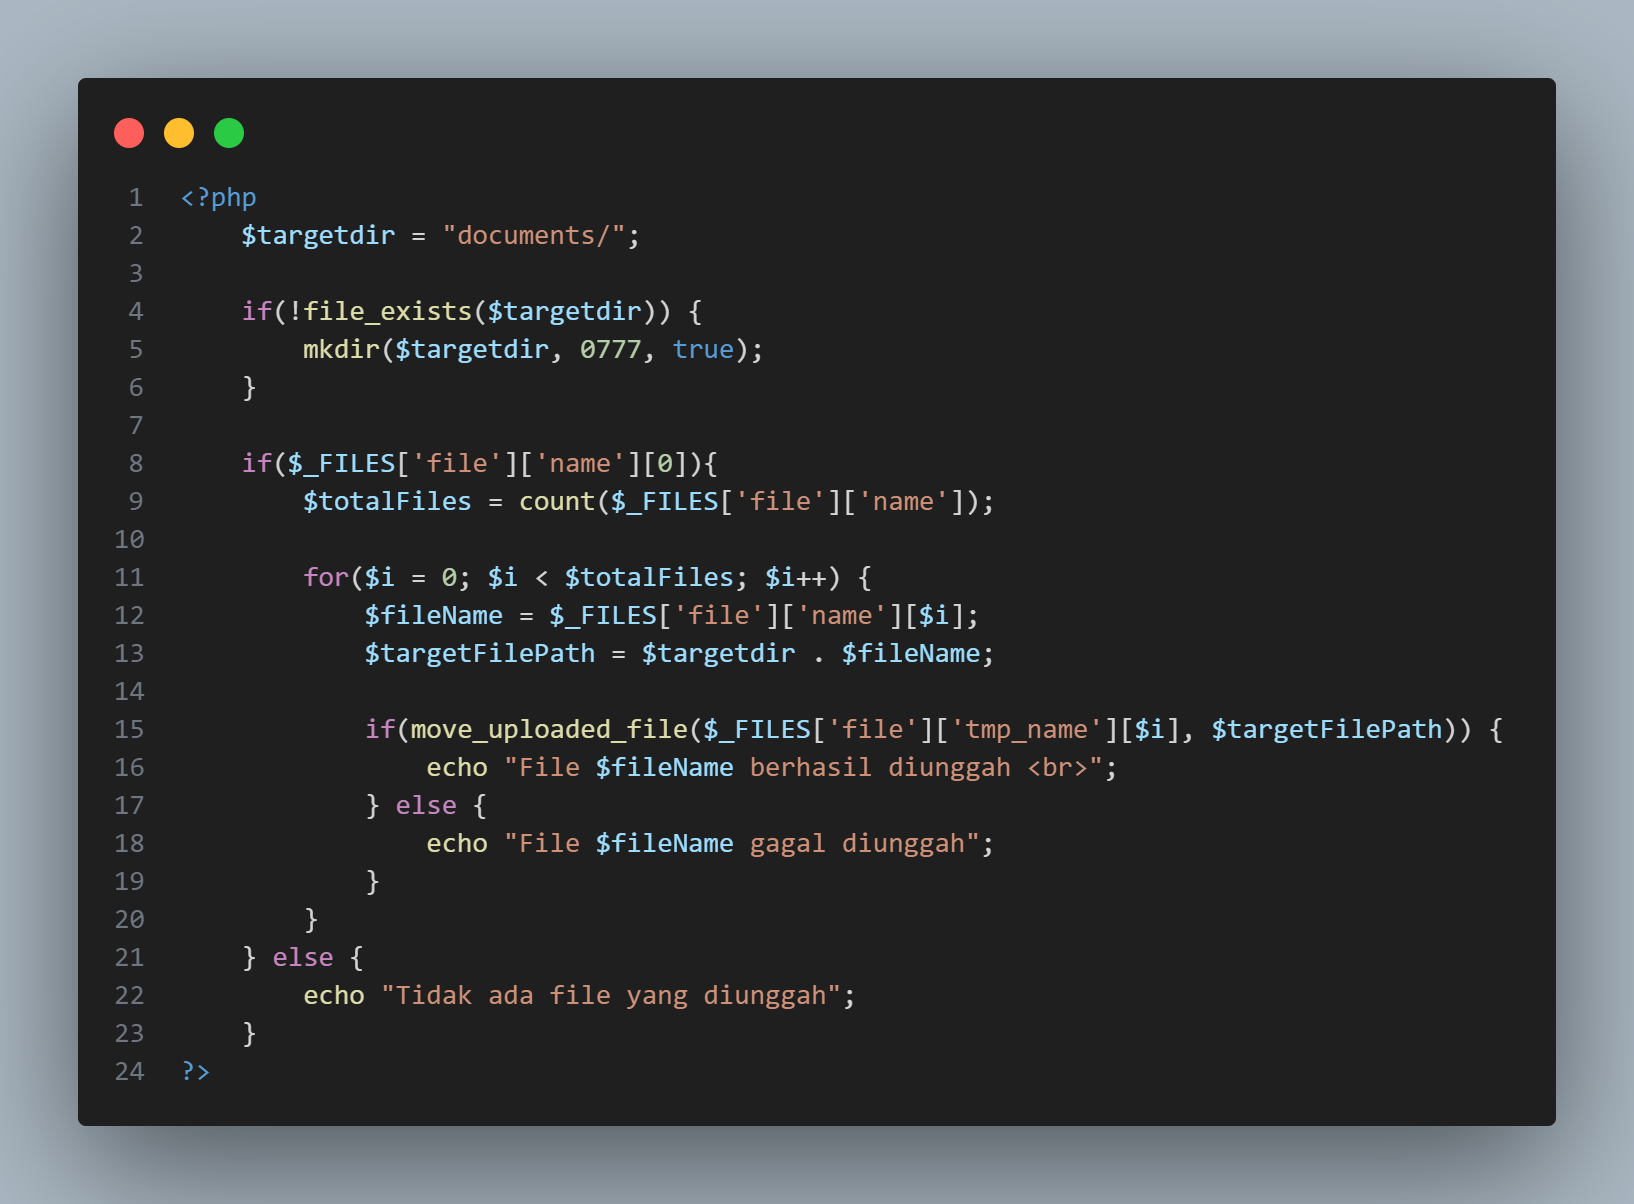 1 <?php
2     $targetdir = "documents/";
3
4     if(!file_exists($targetdir)) {
5         mkdir($targetdir, 0777, true);
6     }
7
8     if($_FILES['file']['name'][0]){
9         $totalFiles = count($_FILES['file']['name']);
10
11         for($i = 0; $i < $totalFiles; $i++) {
12             $fileName = $_FILES['file']['name'][$i];
13             $targetFilePath = $targetdir . $fileName;
14
15             if(move_uploaded_file($_FILES['file']['tmp_name'][$i], $targetFilePath)) {
16                 echo "File $fileName berhasil diunggah <br>";
17             } else {
18                 echo "File $fileName gagal diunggah";
19             }
20         }
21     } else {
22         echo "Tidak ada file yang diunggah";
23     }
24 ?>